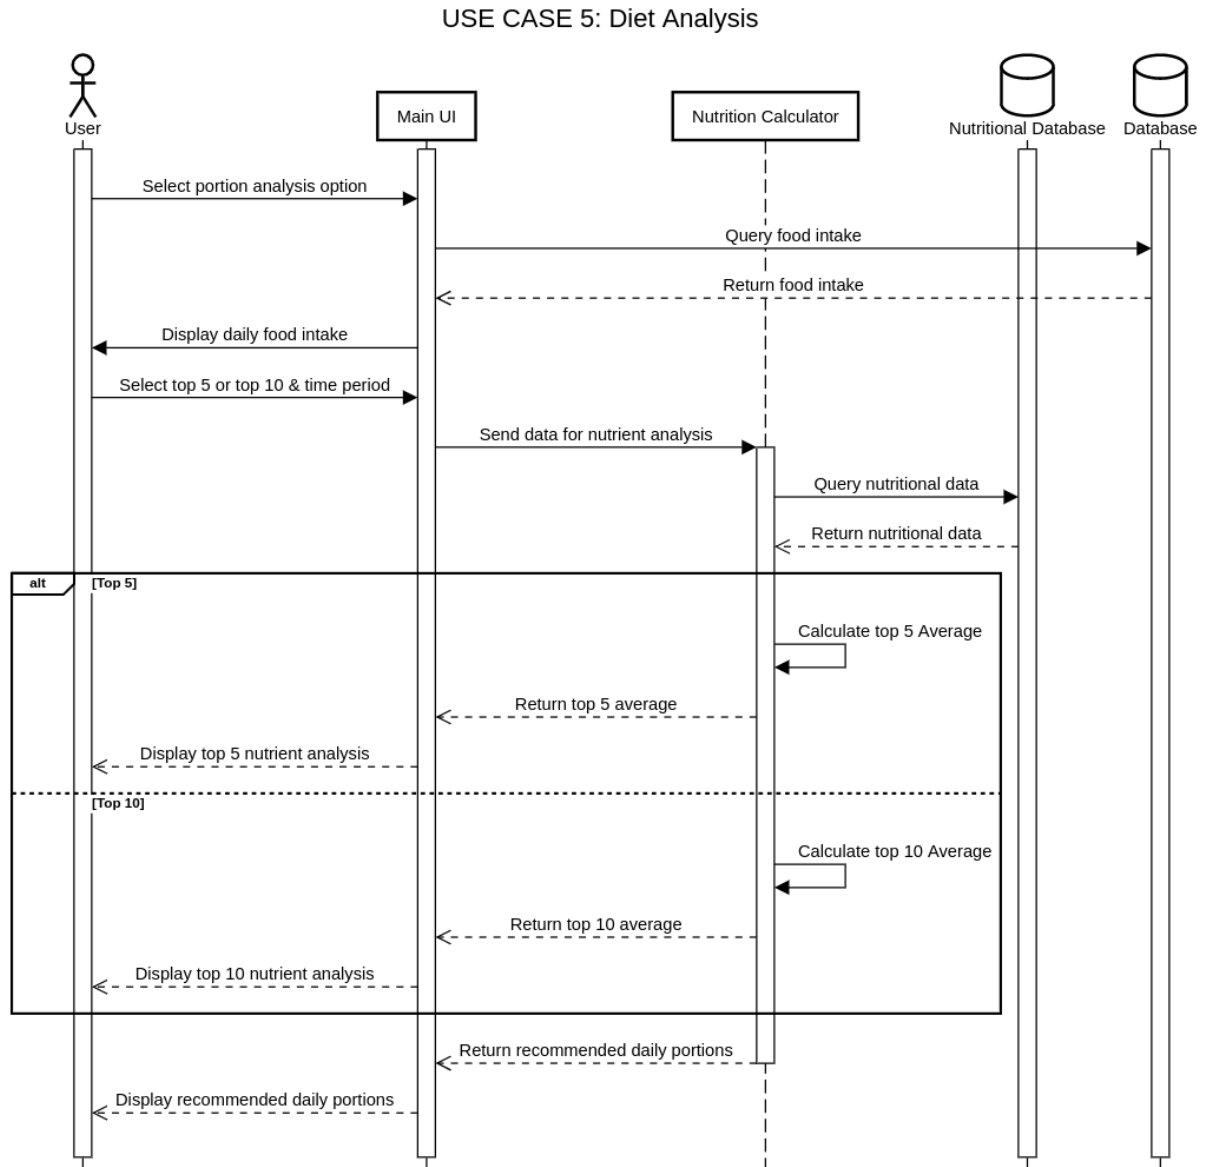 USE CASE 5: Diet Analysis
User
Main UI
Nutrition Calculator
Nutritional Database
Database
Select portion analysis option
Query food intake
Return food intake
Display daily food intake
Select top 5 or top 10 & time period
Send data for nutrient analysis
Query nutritional data
Return nutritional data
alt
[Top 5]
Calculate top 5 Average
Return top 5 average
Display top 5 nutrient analysis
[Top 10]
Calculate top 10 Average
Return top 10 average
Display top 10 nutrient analysis
Return recommended daily portions
Display recommended daily portions